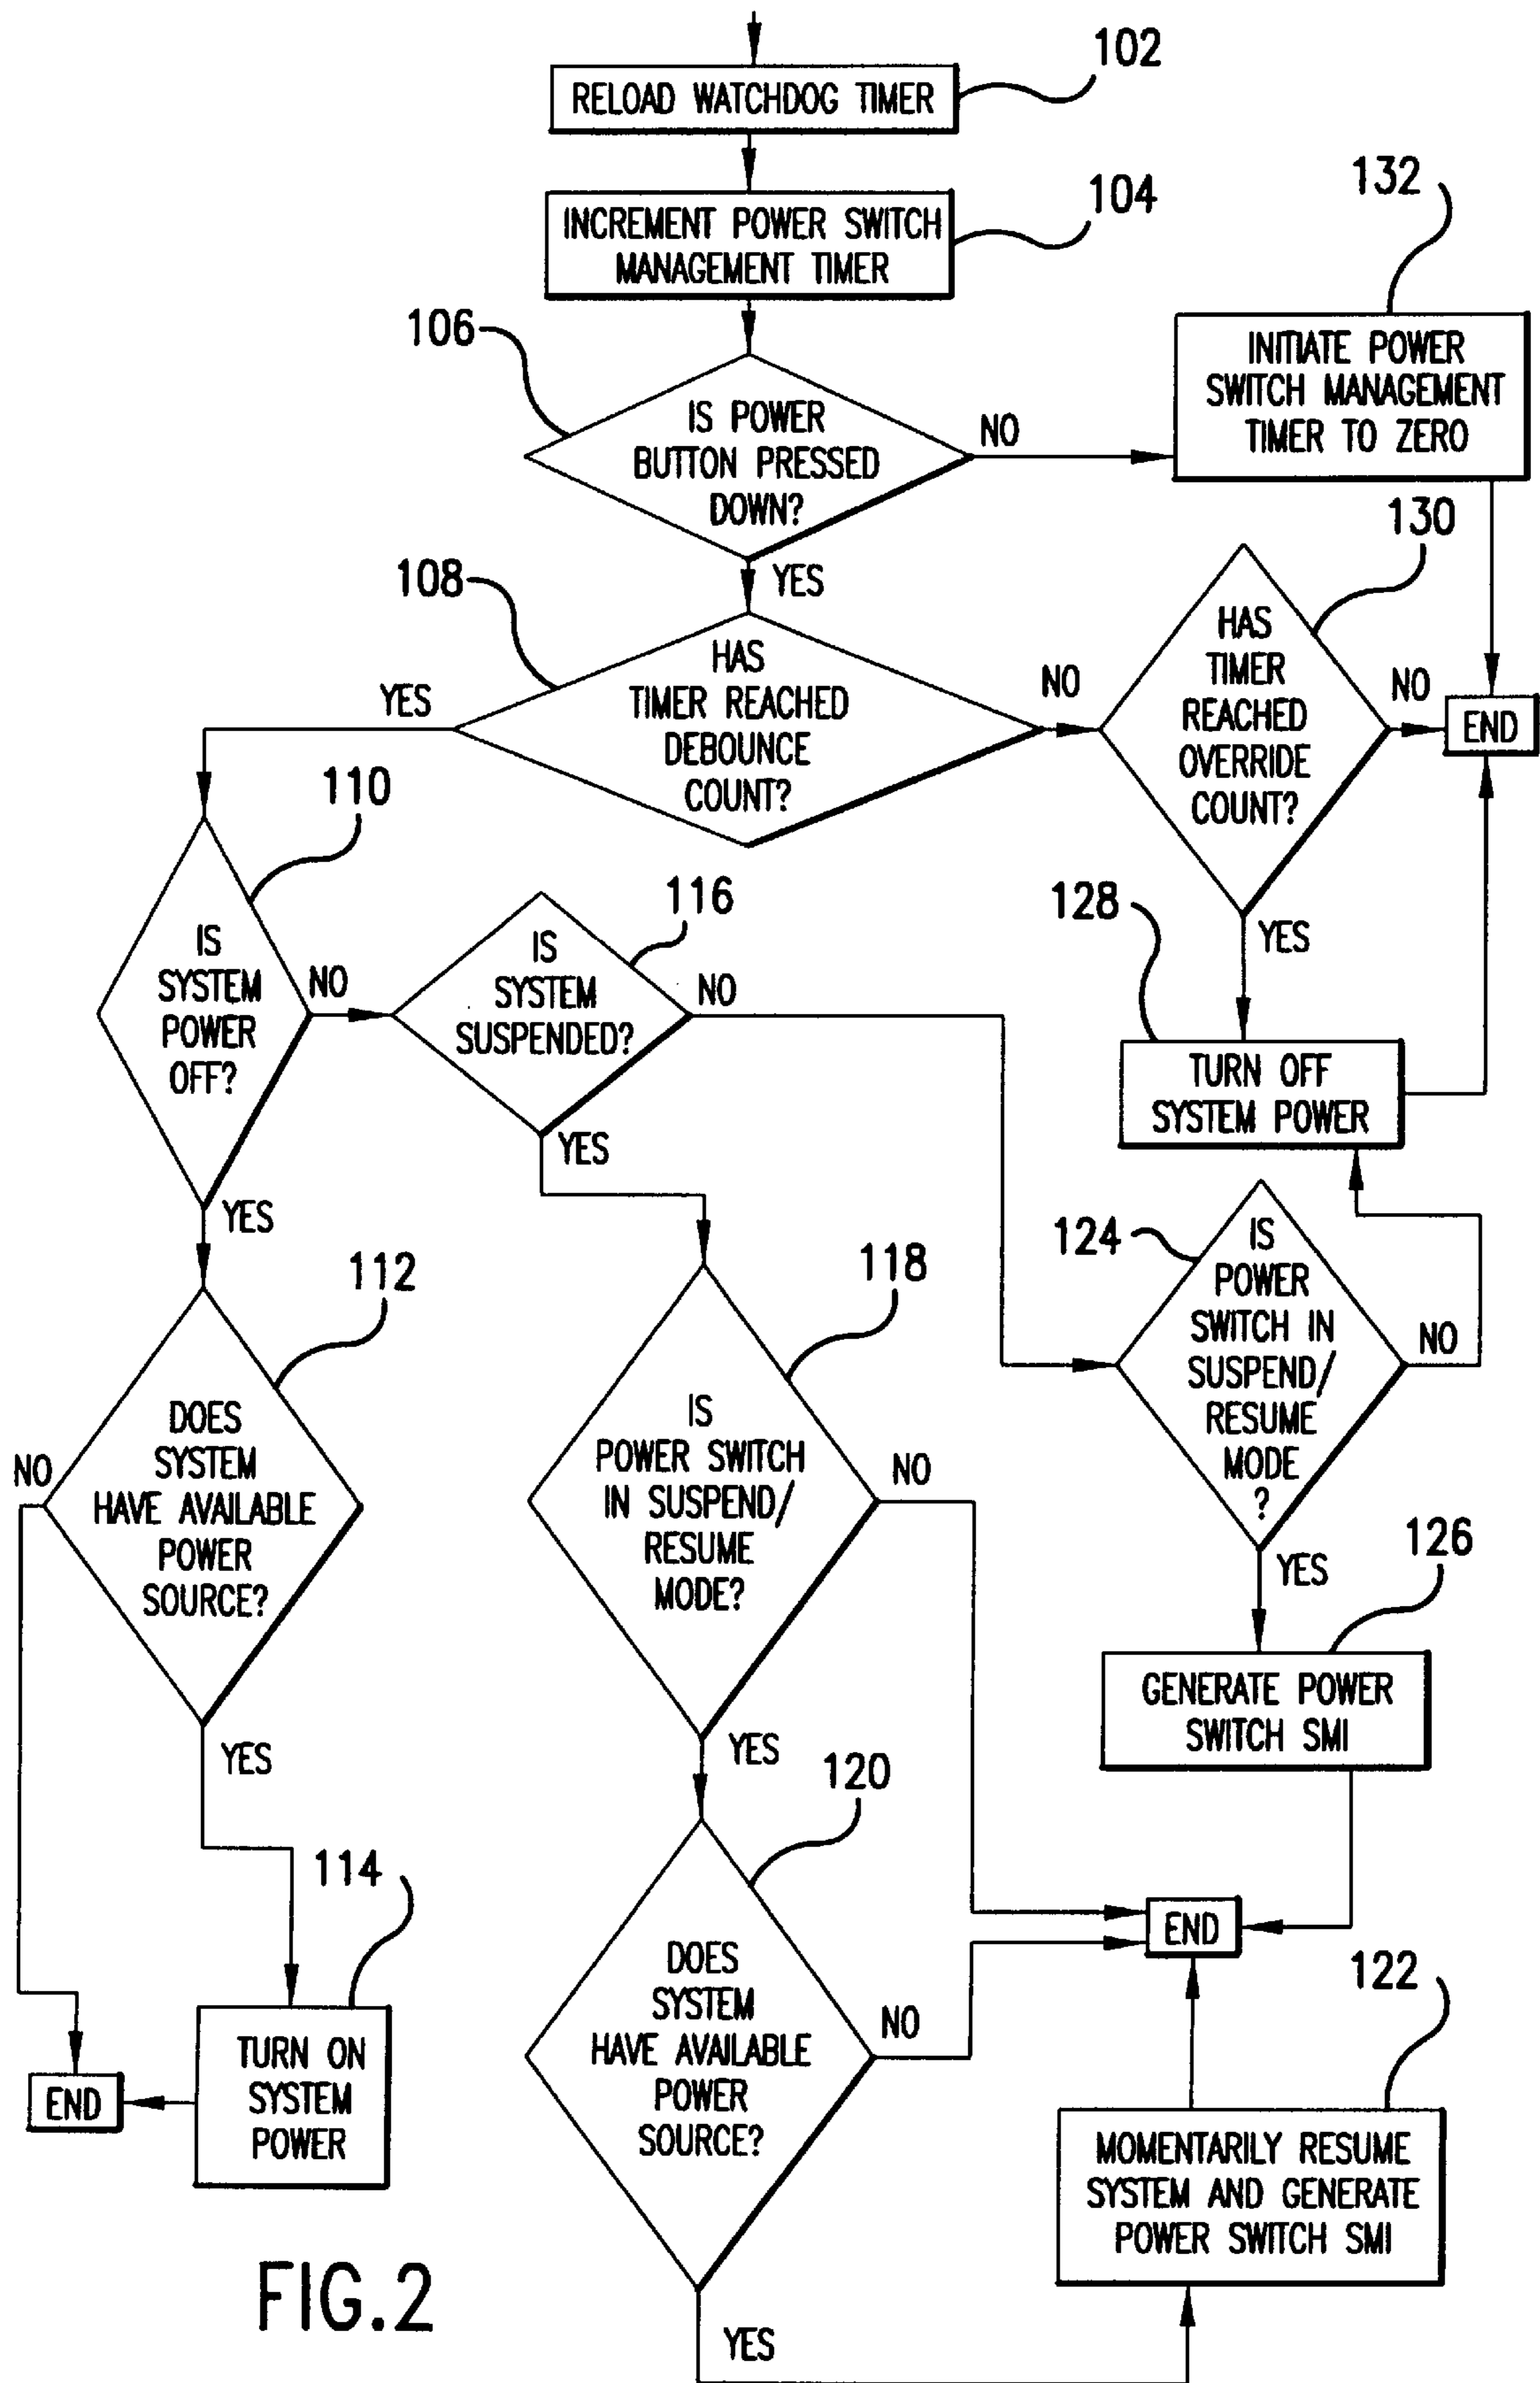 102
RELOAD WATCHDOG TIMER
104
INCREMENT POWER SWITCH
MANAGEMENT TIMER
132
INITIATE POWER
SWITCH MANAGEMENT
TIMER TO ZERO
106
IS POWER
BUTTON PRESSED
DOWN?
NO
YES
108
HAS
TIMER REACHED
DEBOUNCE
COUNT?
YES
NO
130
HAS
TIMER
REACHED
OVERRIDE
COUNT?
NO
END
YES
110
IS
SYSTEM
POWER
OFF?
NO
YES
116
IS
SYSTEM
SUSPENDED?
NO
YES
128
TURN OFF
SYSTEM POWER
124
IS
POWER
SWITCH IN
SUSPEND/
RESUME
MODE
?
NO
YES
112
DOES
SYSTEM
HAVE AVAILABLE
POWER
SOURCE?
NO
YES
118
IS
POWER SWITCH
IN SUSPEND/
RESUME
MODE?
NO
YES
126
GENERATE POWER
SWITCH SMI
114
TURN ON
SYSTEM
POWER
END
120
DOES
SYSTEM
HAVE AVAILABLE
POWER
SOURCE?
NO
YES
END
122
MOMENTARILY RESUME
SYSTEM AND GENERATE
POWER SWITCH SMI
FIG.2